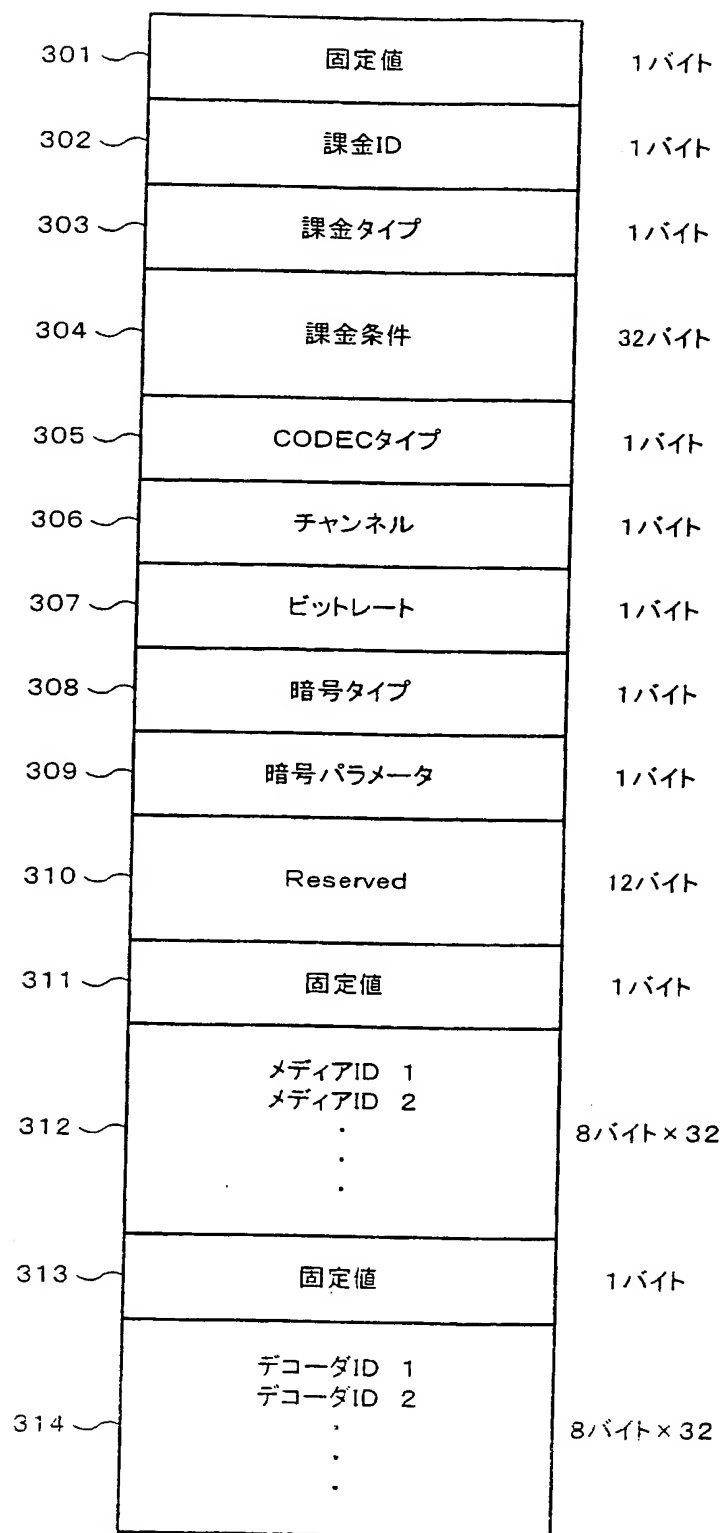 301 固定値 1バイト
302 課金ID 1バイト
303 課金タイプ 1バイト
304 課金条件 32バイト
305 CODECタイプ 1バイト
306 チャンネル 1バイト
307 ビットレート 1バイト
308 暗号タイプ 1バイト
309 暗号パラメータ 1バイト
310 Reserved 12バイト
311 固定値 1バイト
メディアID 1
メディアID 2
312 8バイト×32
313 固定値 1バイト
デコーダID 1
デコーダID 2
314 8バイト×32